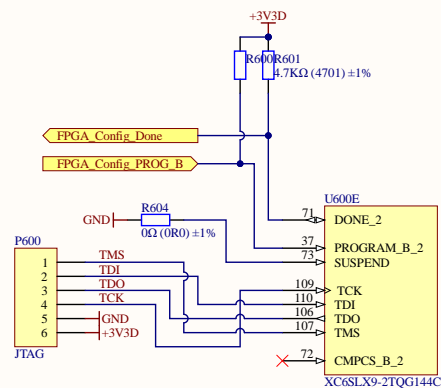 +3V3D
R600R601
4.7KΩ (4701) ±1%
FPGA_Config_Done
FPGA_Config_PROG_B
U600E
R604
71
DONE_2
GND
0Ω (0R0) ±1%
37
PROGRAM_B_2
P600
73
SUSPEND
1
TMS
2
TDI
109
TCK
3
TDO
110
TDI
4
TCK
106
TDO
5
GND
107
TMS
6
+3V3D
JTAG
72
CMPCS_B_2
XC6SLX9-2TQG144C